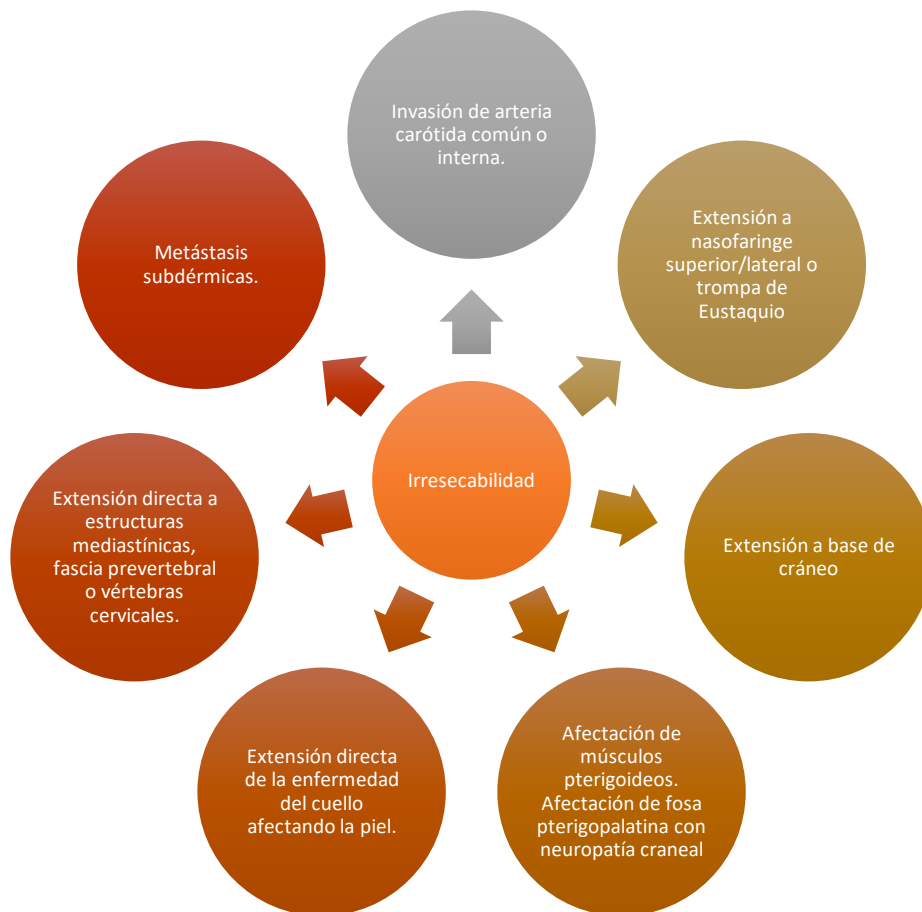 Invasión de arteria
carótida común o
interna.
Extensión a
nasofaringe
superior/lateral o
trompa de
Eustaquio
Extensión a base de
cráneo
Afectación de
músculos
pterigoideos.
Afectación de fosa
pterigopalatina con
neuropatía craneal
Extensión directa
de la enfermedad
del cuello
afectando la piel.
Extensión directa a
estructuras
mediastínicas,
fascia prevertebral
o vértebras
cervicales.
Metástasis
subdérmicas.
Irresecabilidad